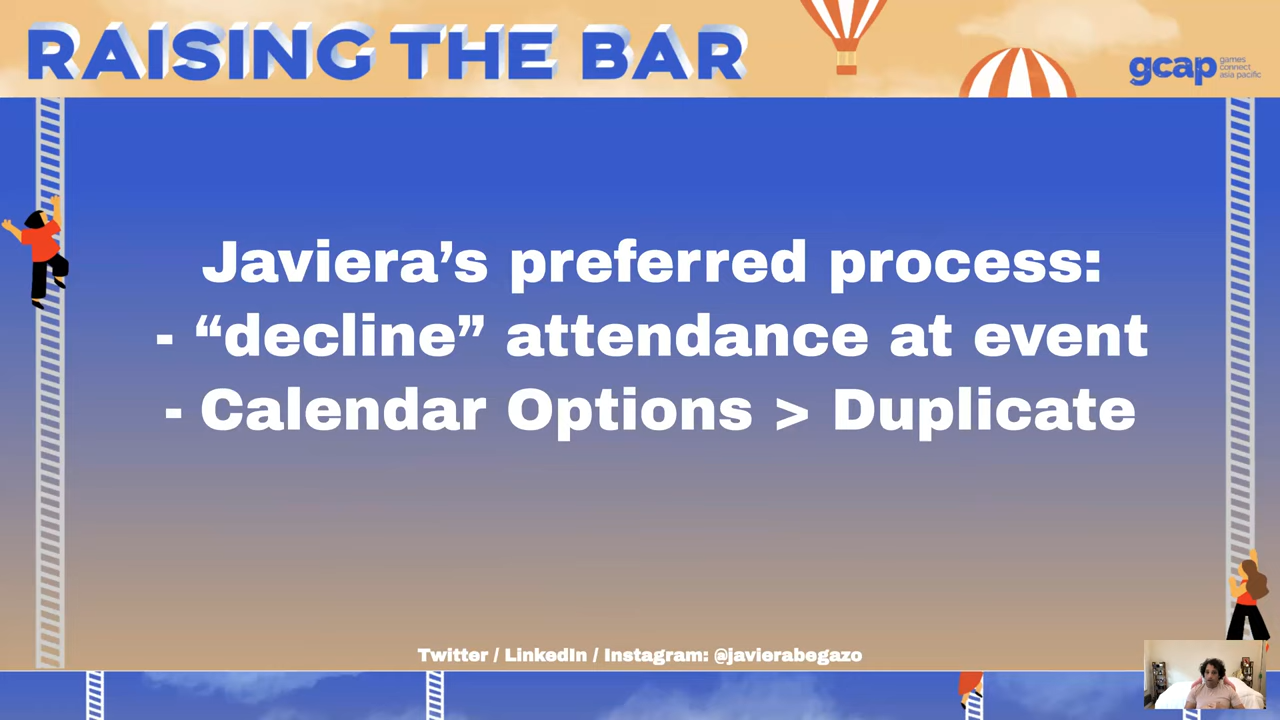 RAISING THE BAR
gcap games
connect
asia pacific
Javiera’s preferred process:
- “decline” attendance at event
- Calendar Options > Duplicate
Twitter / LinkedIn / Instagram: @javierabegazo